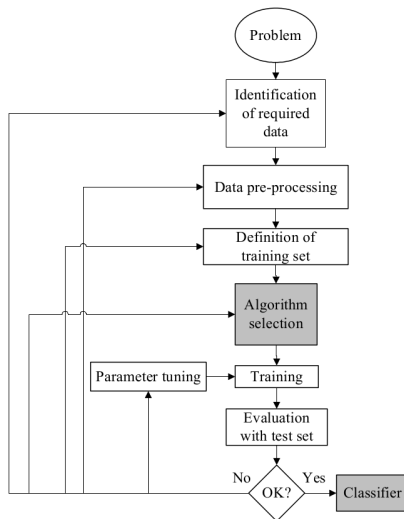 Problem
Identification
of required
data
Data pre-processing
Definition of
training set
Algorithm
selection
Parameter tuning
Training
Evaluation
with test set
No
OK?
Yes
Classifier